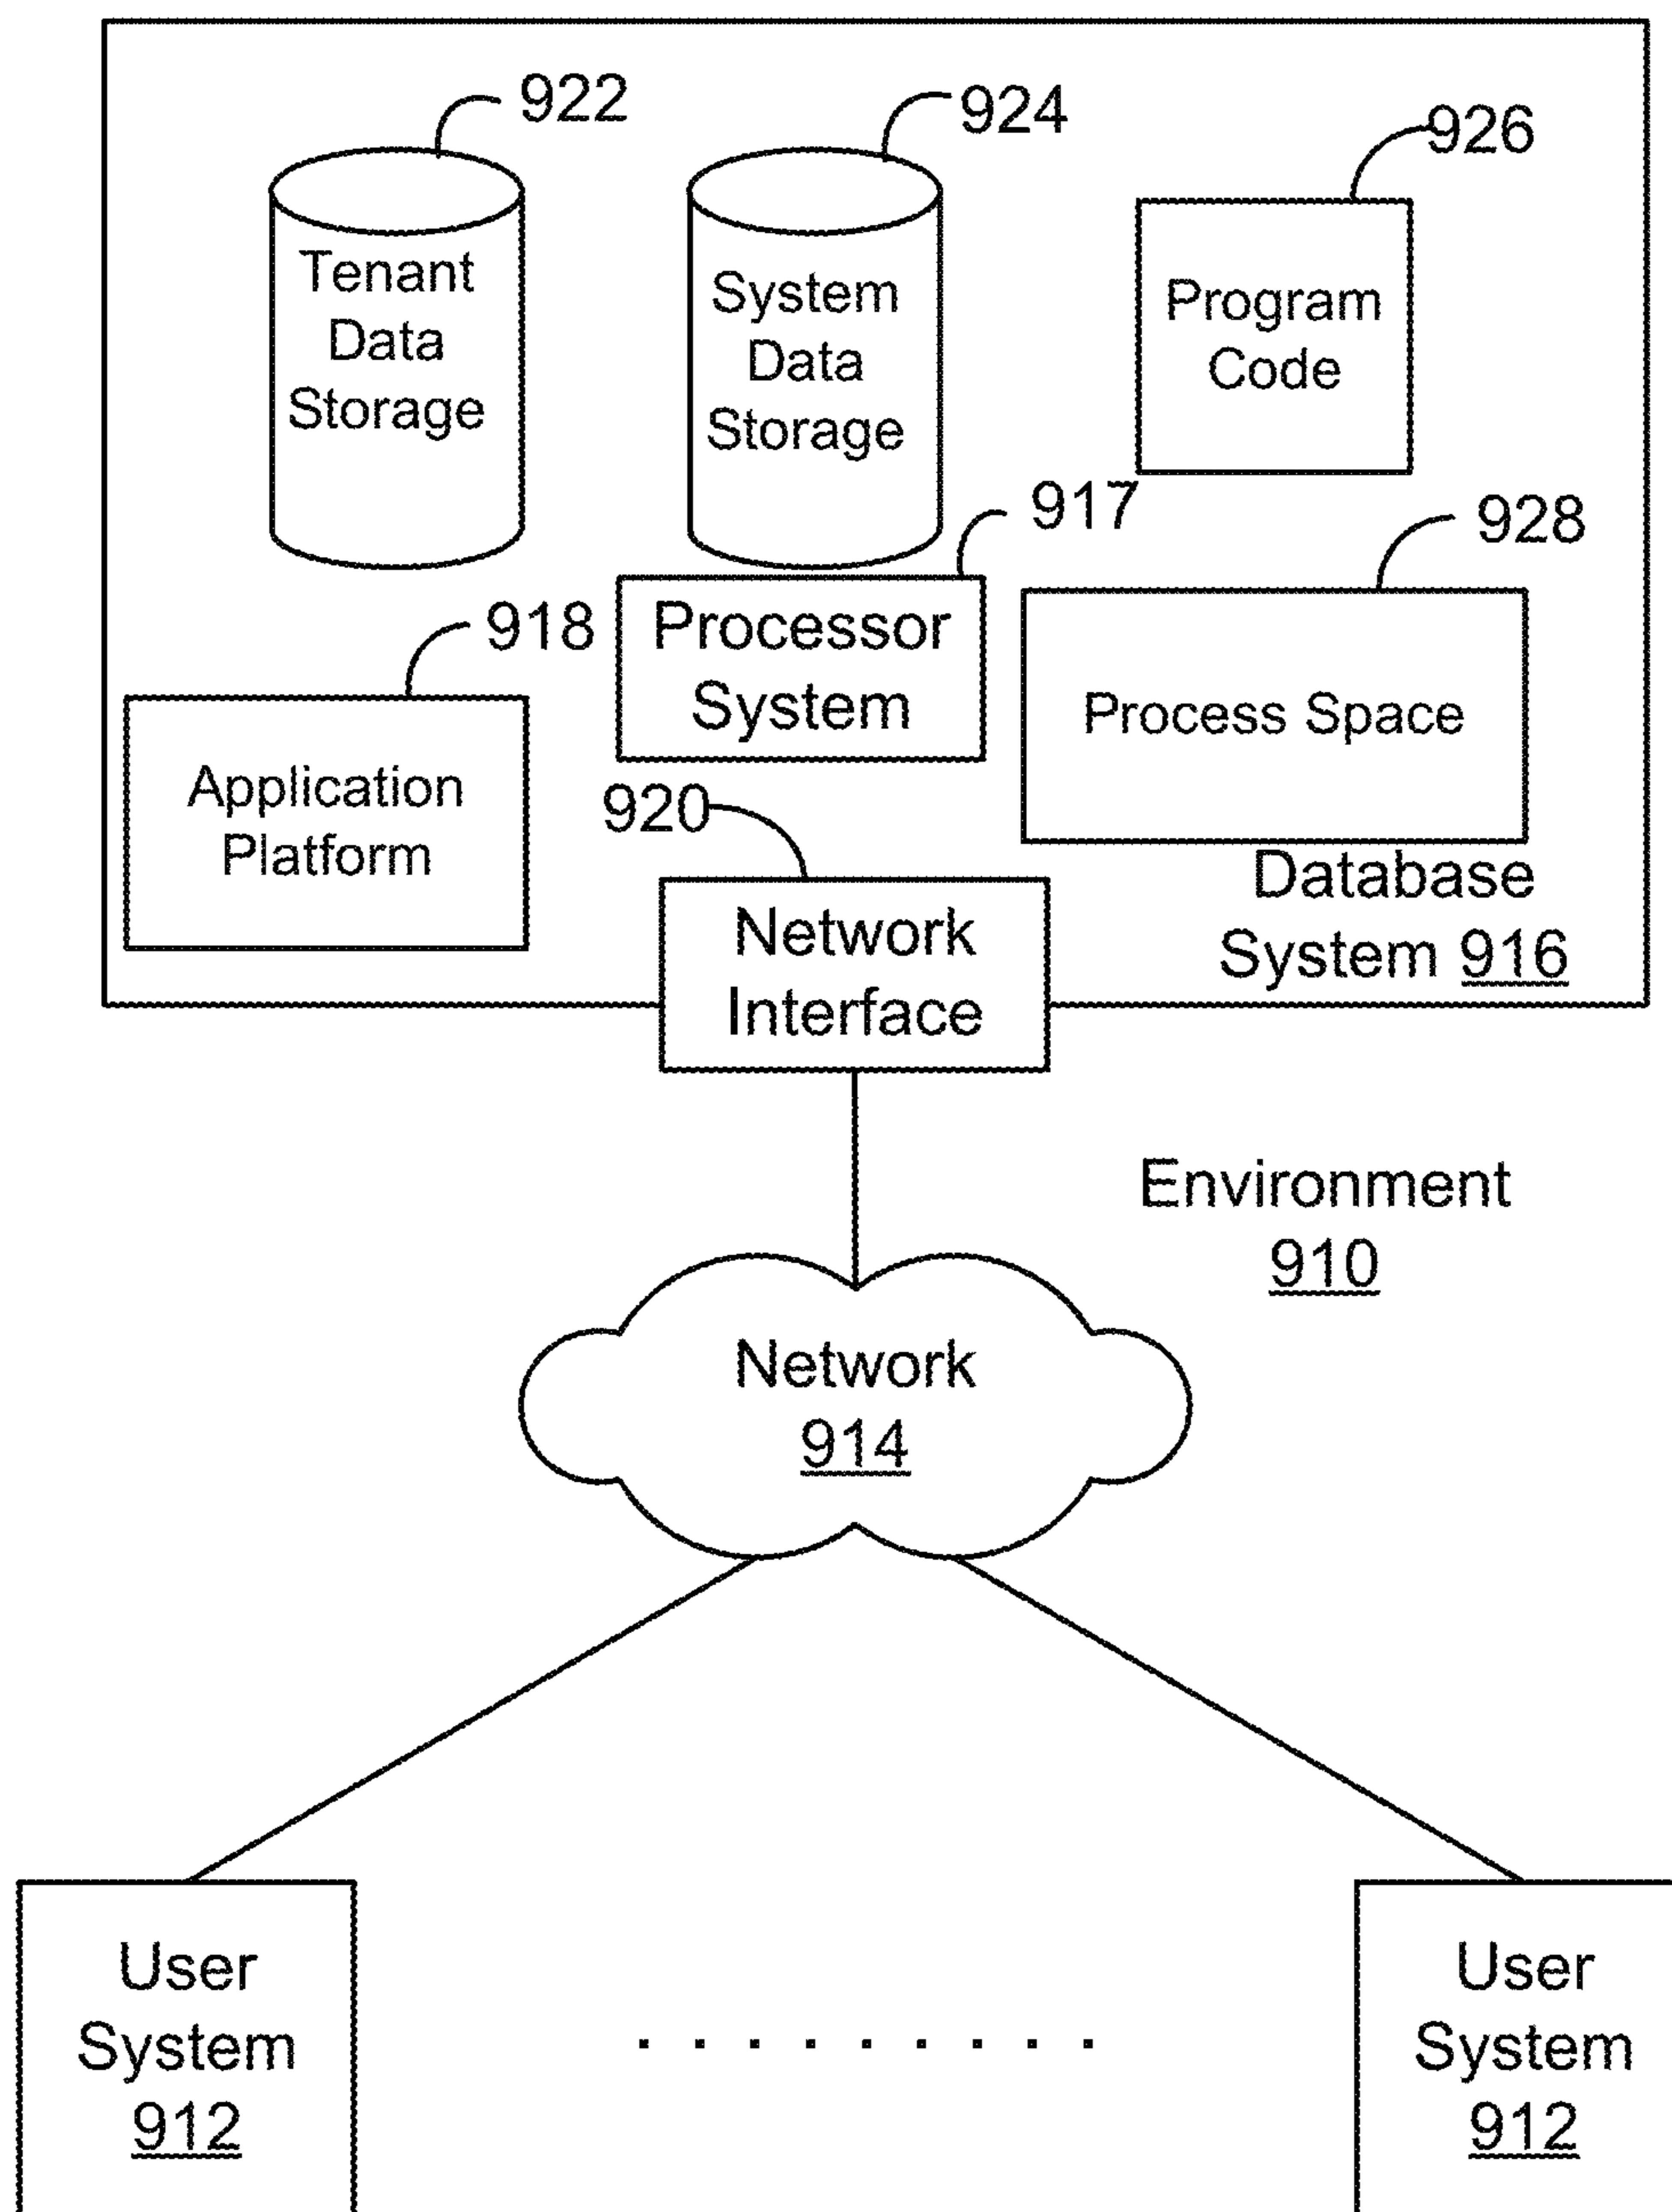 922
924
926
Tenant
Data
Storage
System
Data
Storage
Program
Code
917
928
918
Processor
System
Process Space
Application
Platform
920
Database
System 916
Network
Interface
Environment
910
Network
914
User
System
912
User
System
912